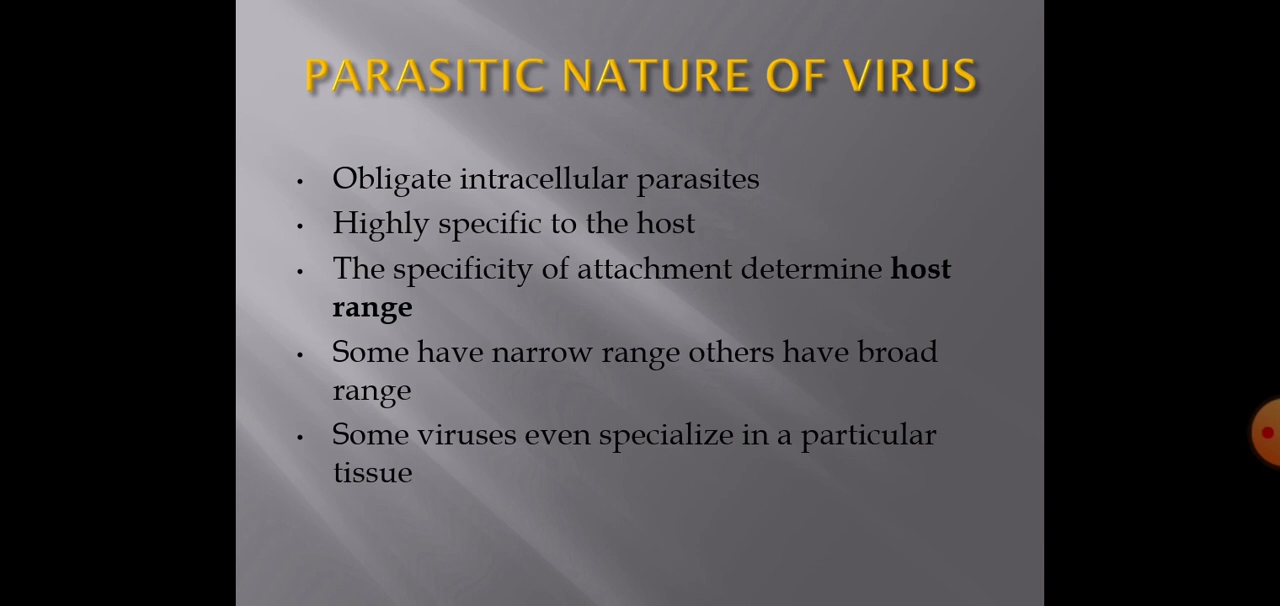 PARASITIC NATURE OF VIRUS
• Obligate intracellular parasites
• Highly specific to the host
• The specificity of attachment determine host
range
• Some have narrow range others have broad
range
• Some viruses even specialize in a particular
tissue